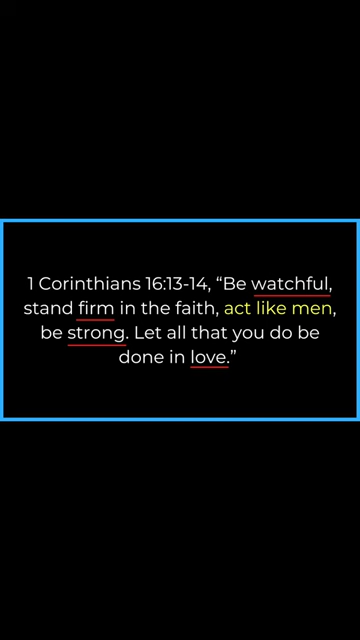 1 Corinthians 16:13-14, “Be watchful,
stand firm in the faith, act like men,
be strong. Let all that you do be
done in love.”